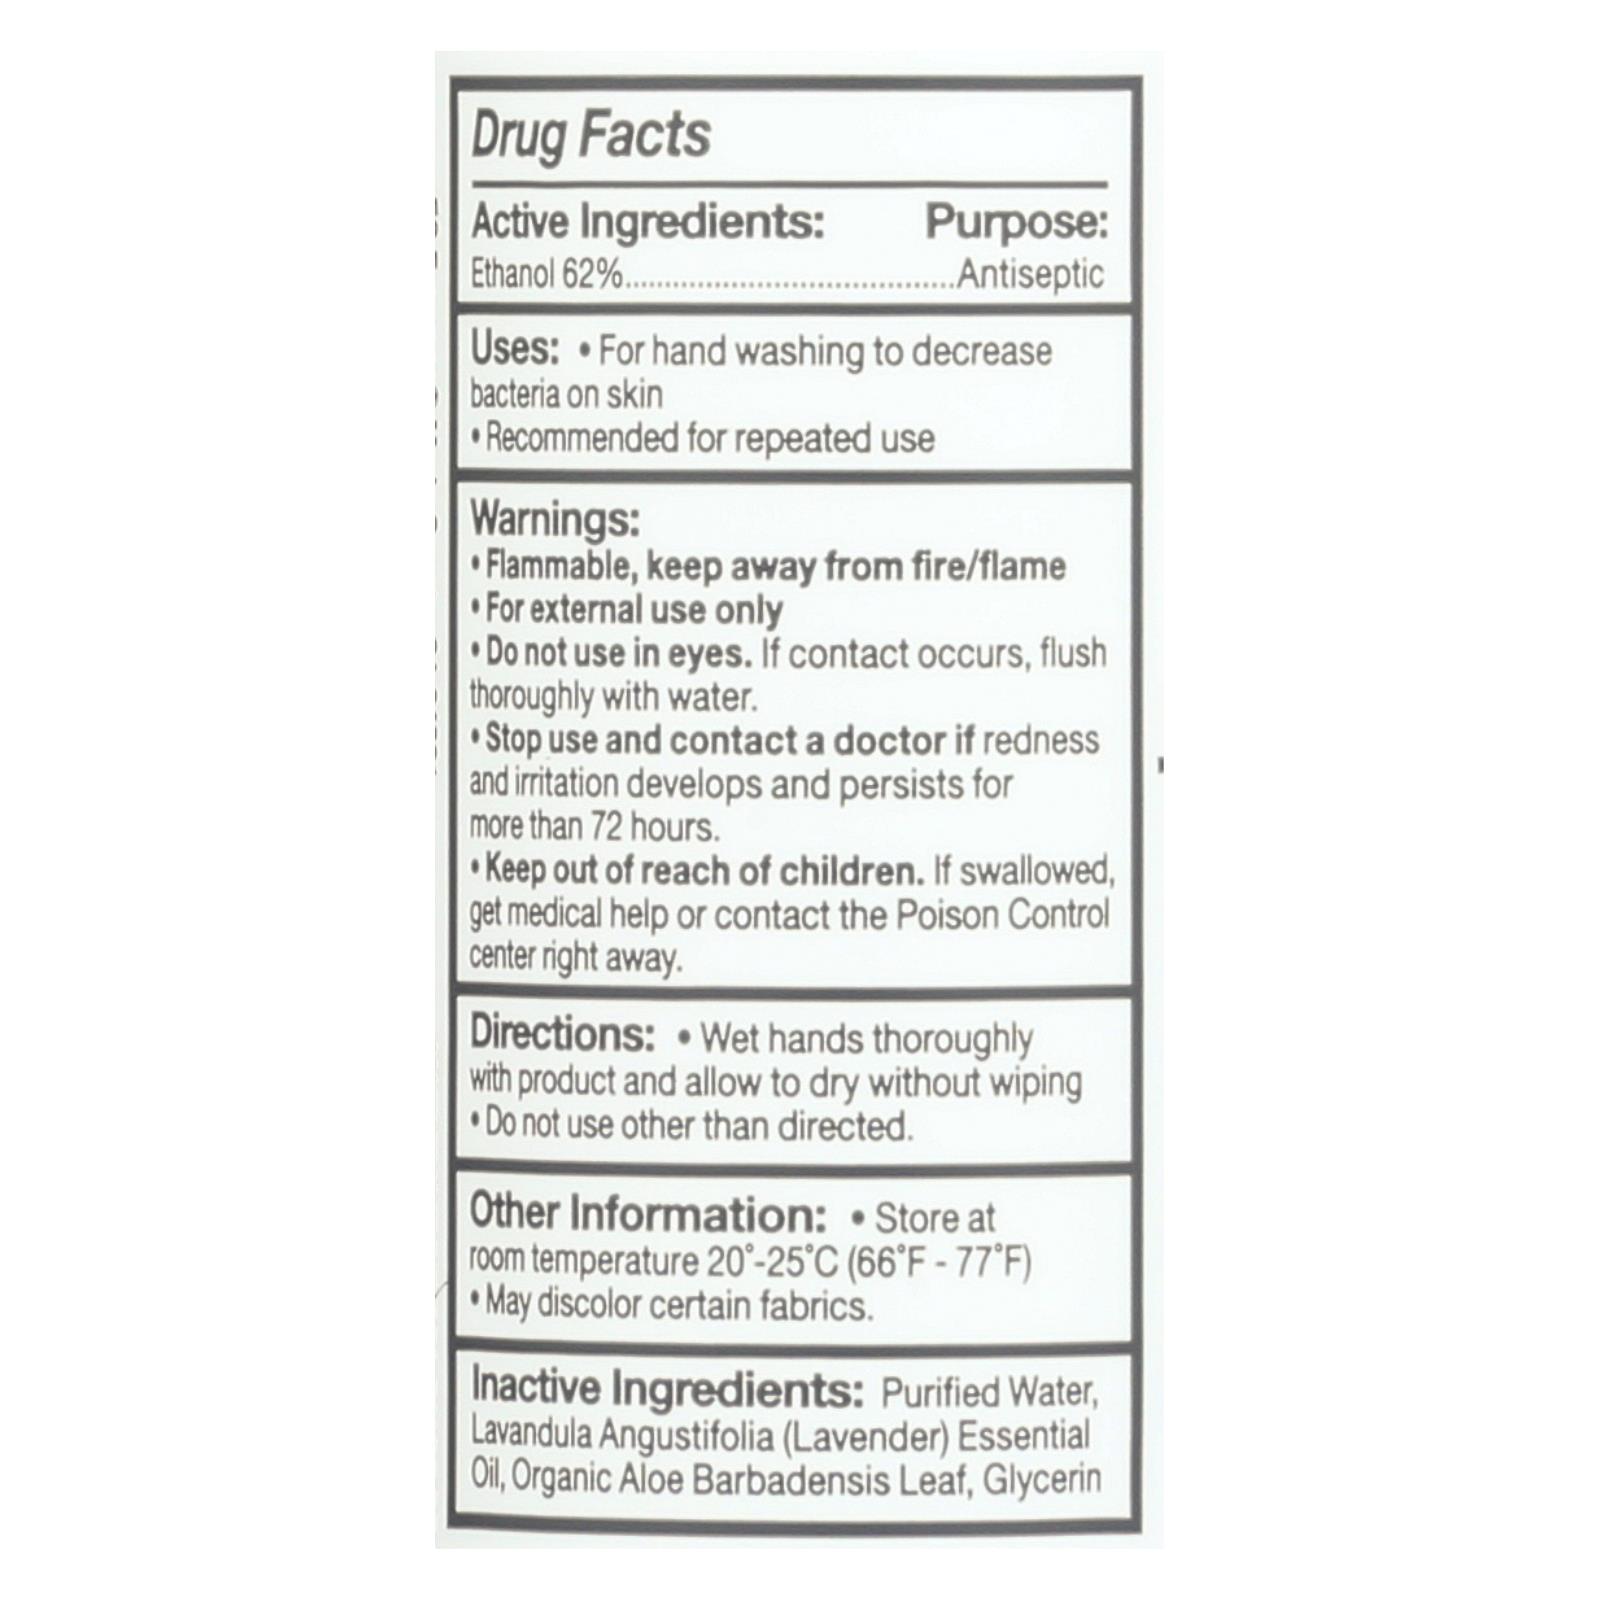 Drug Facts
Active Ingredients: Purpose:
Ethanol 62%.......................................Antiseptic
Uses: • For hand washing to decrease
bacteria on skin
• Recommended for repeated use
Warnings:
• Flammable, keep away from fire/flame
• For external use only
• Do not use in eyes. If contact occurs, flush
thoroughly with water.
• Stop use and contact a doctor if redness
and irritation develops and persists for
more than 72 hours.
• Keep out of reach of children. If swallowed,
get medical help or contact the Poison Control
center right away.
Directions: • Wet hands thoroughly
with product and allow to dry without wiping
• Do not use other than directed.
Other Information: • Store at
room temperature 20°-25°C (66°F - 77°F)
• May discolor certain fabrics.
Inactive Ingredients: Purified Water,
Lavandula Angustifolia (Lavender) Essential
Oil, Organic Aloe Barbadensis Leaf, Glycerin